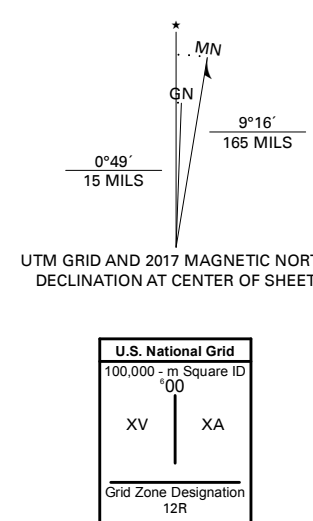 ★
MN
GN
9°16´
165 MILS
0°49´
15 MILS
UTM GRID AND 2017 MAGNETIC NORT
DECLINATION AT CENTER OF SHEET
U.S. National Grid
100,000 - m Square ID
⁶00
XV XA
Grid Zone Designation
12R